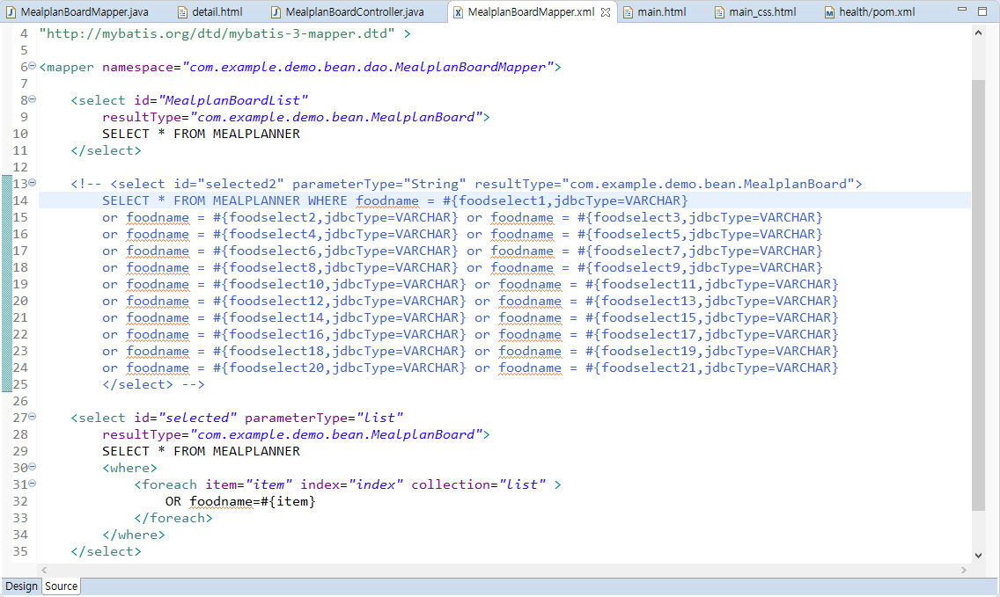 MealplanBoardMapper.java detail.html MealplanBoardController.java MealplanBoardMapper.xml main.html main_css.html health/pom.xml
4 "http://mybatis.org/dtd/mybatis-3-mapper.dtd" >
5
6 <mapper namespace="com.example.demo.bean.dao.MealplanBoardMapper">
7
8     <select id="MealplanBoardList"
9         resultType="com.example.demo.bean.MealplanBoard">
10         SELECT * FROM MEALPLANNER
11     </select>
12
13     <!-- <select id="selected2" parameterType="String" resultType="com.example.demo.bean.MealplanBoard">
14         SELECT * FROM MEALPLANNER WHERE foodname = #{foodselect1,jdbcType=VARCHAR}
15         or foodname = #{foodselect2,jdbcType=VARCHAR} or foodname = #{foodselect3,jdbcType=VARCHAR}
16         or foodname = #{foodselect4,jdbcType=VARCHAR} or foodname = #{foodselect5,jdbcType=VARCHAR}
17         or foodname = #{foodselect6,jdbcType=VARCHAR} or foodname = #{foodselect7,jdbcType=VARCHAR}
18         or foodname = #{foodselect8,jdbcType=VARCHAR} or foodname = #{foodselect9,jdbcType=VARCHAR}
19         or foodname = #{foodselect10,jdbcType=VARCHAR} or foodname = #{foodselect11,jdbcType=VARCHAR}
20         or foodname = #{foodselect12,jdbcType=VARCHAR} or foodname = #{foodselect13,jdbcType=VARCHAR}
21         or foodname = #{foodselect14,jdbcType=VARCHAR} or foodname = #{foodselect15,jdbcType=VARCHAR}
22         or foodname = #{foodselect16,jdbcType=VARCHAR} or foodname = #{foodselect17,jdbcType=VARCHAR}
23         or foodname = #{foodselect18,jdbcType=VARCHAR} or foodname = #{foodselect19,jdbcType=VARCHAR}
24         or foodname = #{foodselect20,jdbcType=VARCHAR} or foodname = #{foodselect21,jdbcType=VARCHAR}
25         </select> -->
26
27     <select id="selected" parameterType="list"
28         resultType="com.example.demo.bean.MealplanBoard">
29         SELECT * FROM MEALPLANNER
30         <where>
31             <foreach item="item" index="index" collection="list" >
32                 OR foodname=#{item}
33             </foreach>
34         </where>
35     </select>
Design Source